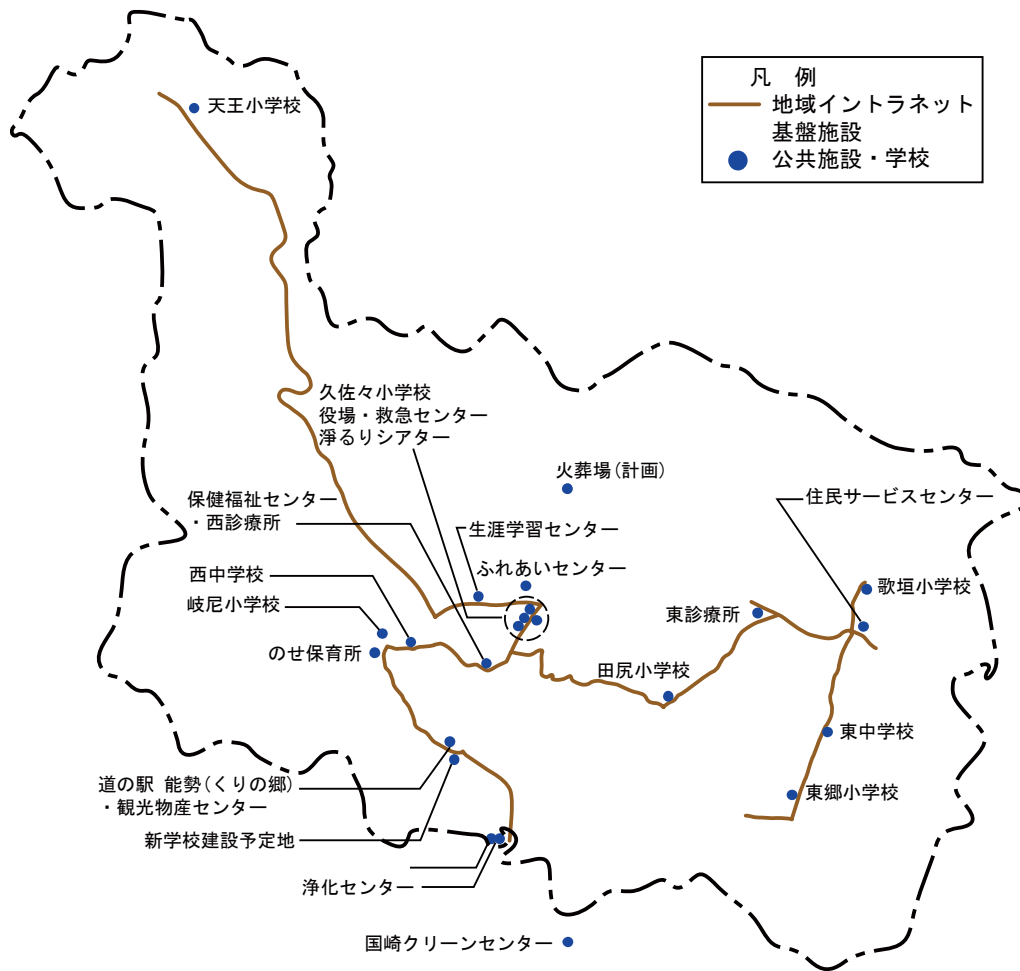 凡 例
地域イントラネット
基盤施設
公共施設・学校
天王小学校
久佐々小学校
役場・救急センター
淨るりシアター
火葬場(計画)
保健福祉センター
・西診療所
生涯学習センター
住民サービスセンター
ふれあいセンター
西中学校
歌垣小学校
岐尼小学校
東診療所
のせ保育所
田尻小学校
東中学校
道の駅 能勢(くりの郷)
・観光物産センター
東郷小学校
新学校建設予定地
浄化センター
国崎クリーンセンター